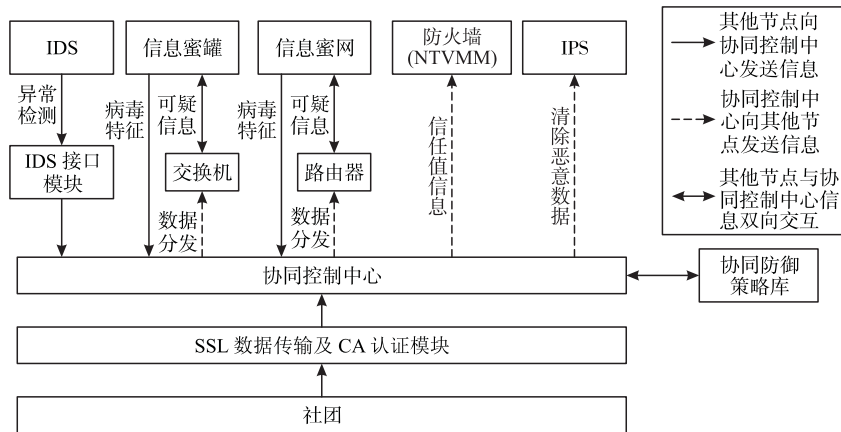 IDS
信息蜜罐
信息蜜网
防火墙
(NTVMM)
IPS
其他节点向
协同控制中
心发送信息
异常
检测
病毒
特征
可疑
信息
病毒
特征
可疑
信息
信任值信息
清除恶意数据
协同控制中
心向其他节
点发送信息
IDS 接口
模块
交换机
路由器
其他节点与协
同控制中心信
息双向交互
数据
分发
数据
分发
协同控制中心
协同防御
策略库
SSL 数据传输及 CA 认证模块
社团